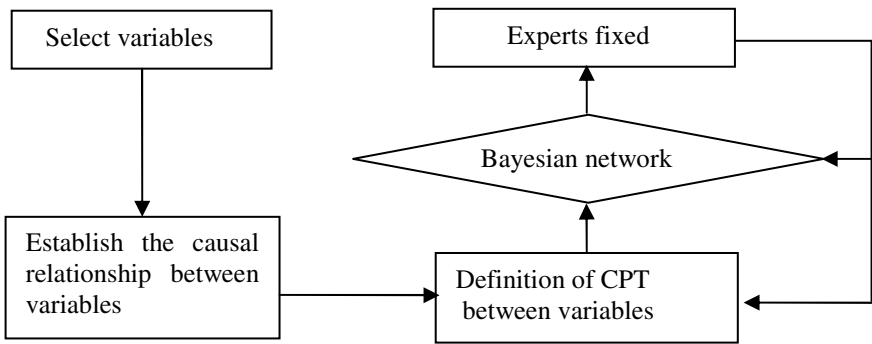 Select variables
Experts fixed
Bayesian network
Establish the causal
relationship between
variables
Definition of CPT
between variables